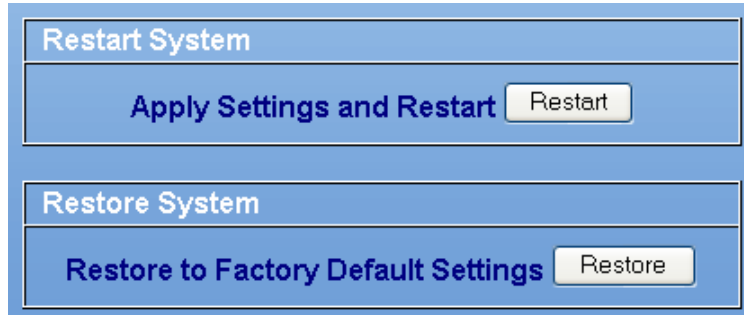 Restart System
Apply Settings and Restart Restart
Restore System
Restore to Factory Default Settings Restore